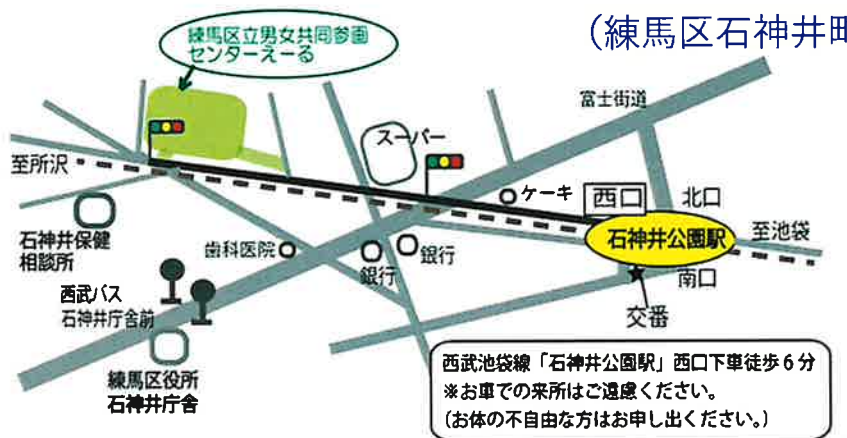 練馬区立男女共同参画
センターえーる
(練馬区石神井町
富士街道
スーパー
至所沢
ケーキ
西口
北口
石神井公園駅
至池袋
石神井保健
相談所
歯科医院
銀行
銀行
南口
交番
西武バス
石神井庁舎前
練馬区役所
石神井庁舎
西武池袋線「石神井公園駅」西口下車徒歩6分
※お車での来所はご遠慮ください。
(お体の不自由な方はお申し出ください。)